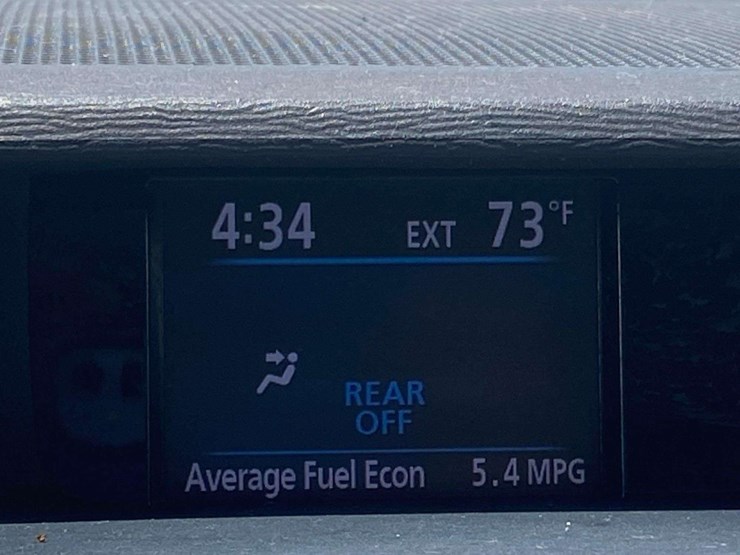 4:34 EXT 73°F
REAR
OFF
Average Fuel Econ 5.4 MPG